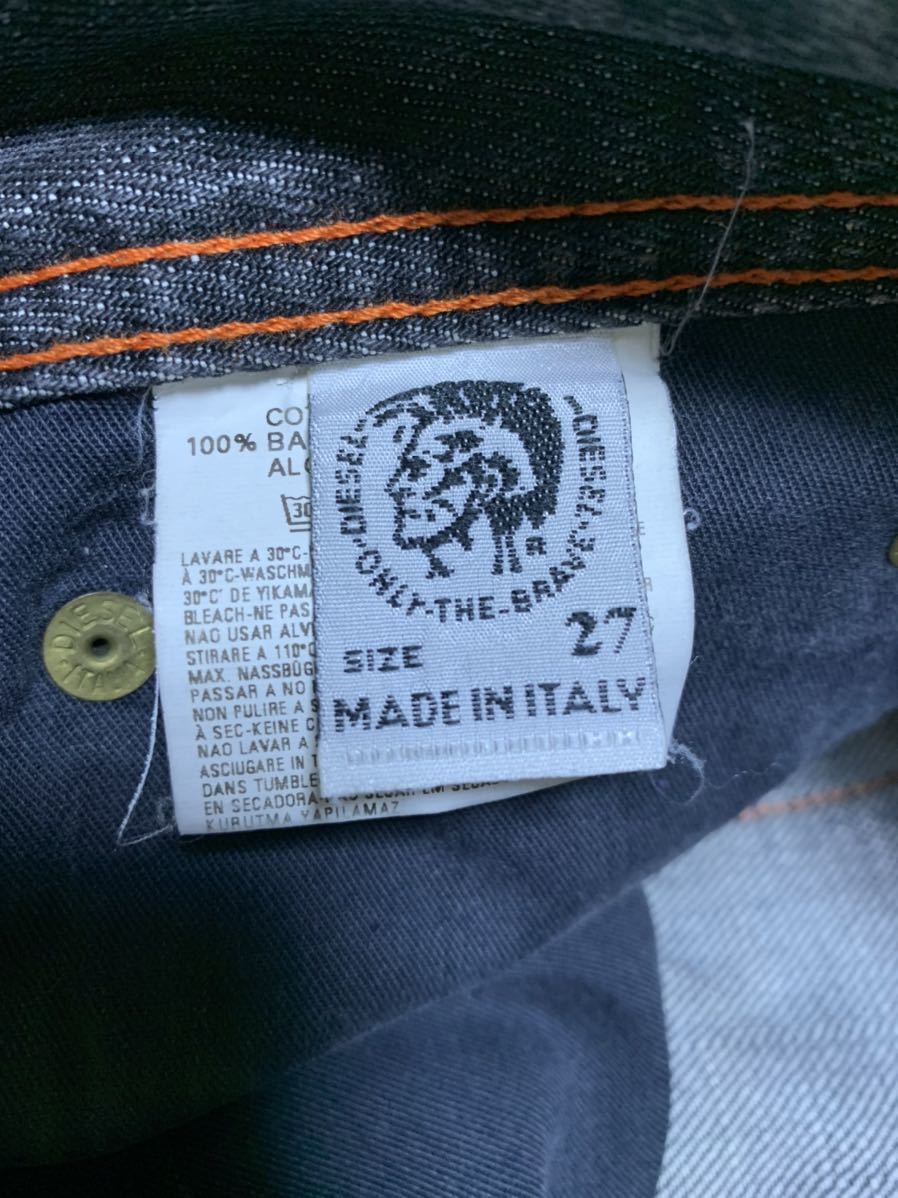 CO
100% BA
ALG
30
LAVARE A 30°C-
À 30°C-WASCHM
30°C' DE YIKAMA
BLEACH-NE PAS
NAO USAR ALV
STIRARE A 110°
MAX. NASSBÜG
PASSAR A NO
NON PULIRE A S
À SEC-KEINE C
NAO LAVAR A
ASCIUGARE IN T
DANS TUMBLE
EN SECADORA-
KURUTMA YAPILAMAZ
DIESEL
"ONLY-THE-BRAVE"
DIESEL
SIZE 27
MADE IN ITALY
DIESEL
ITALY